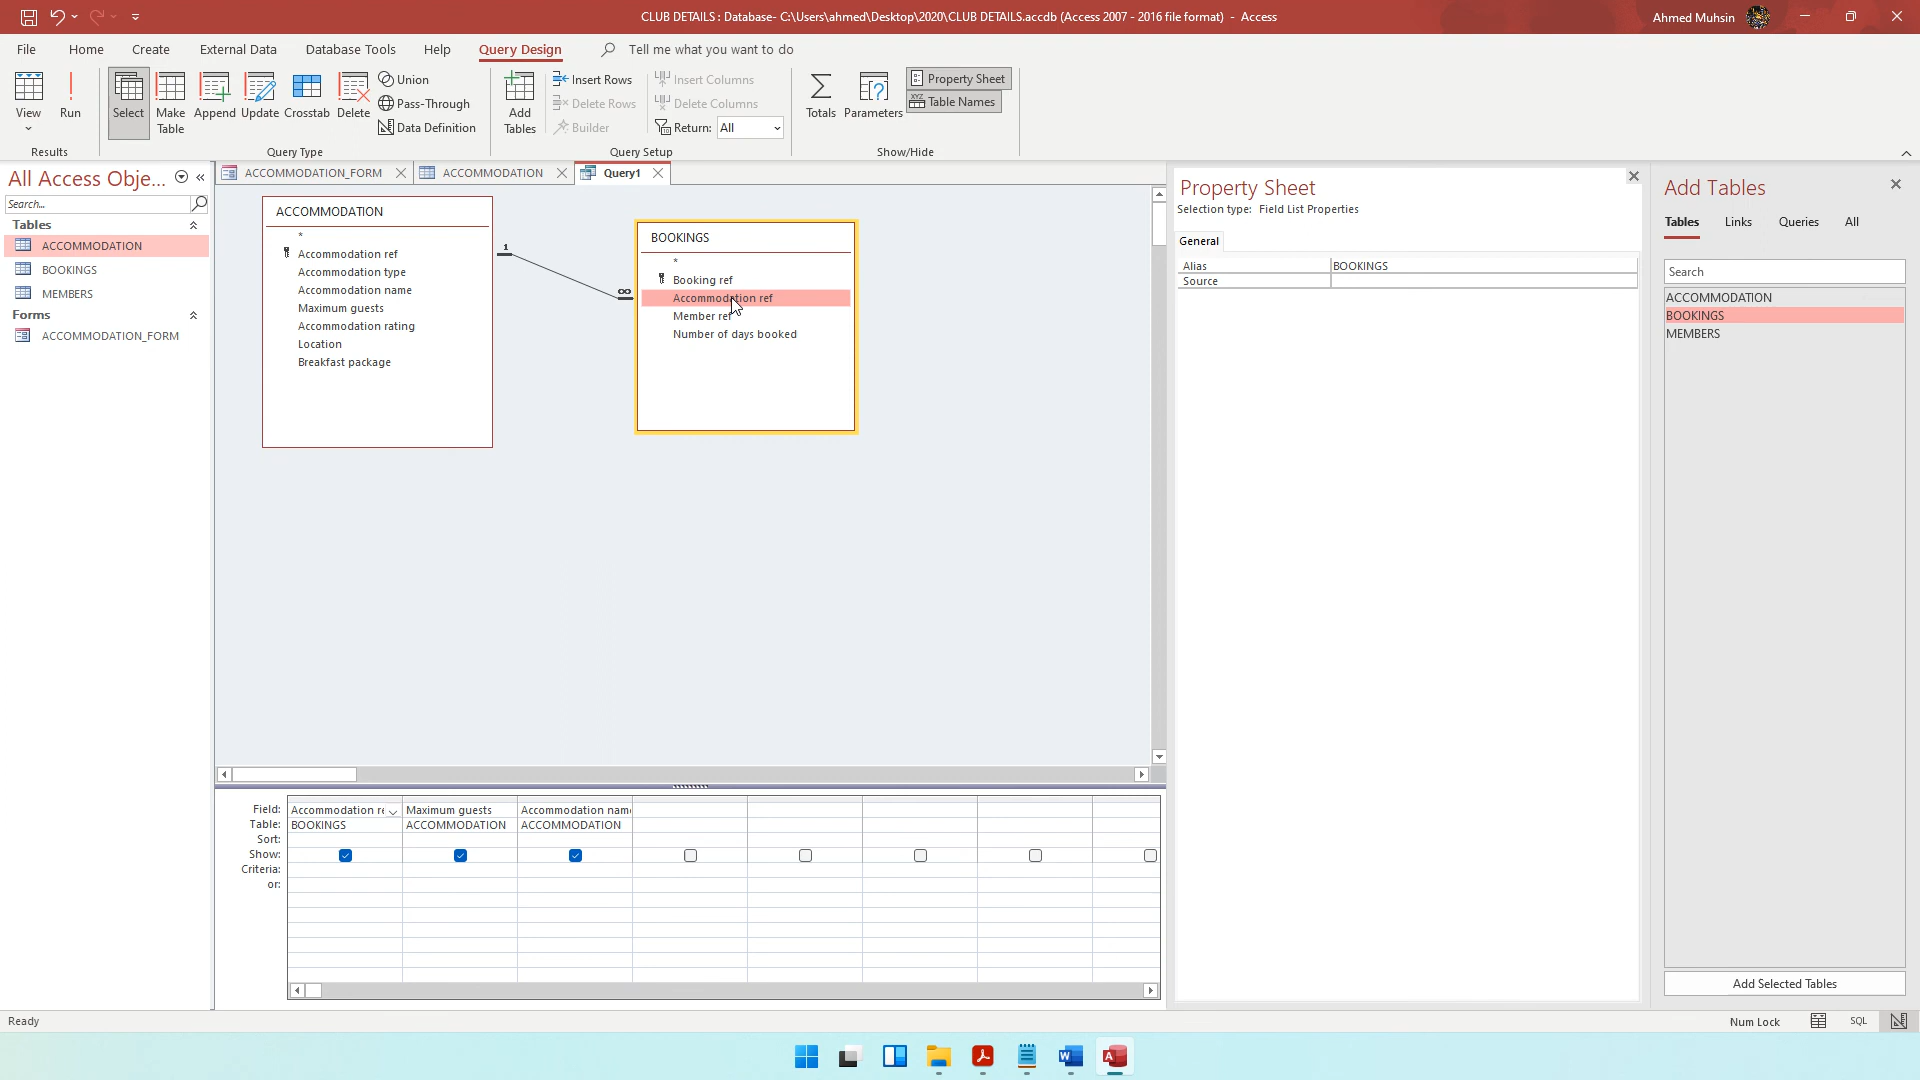 CLUB DETAILS : Database- C:\Users\ahmed\Desktop\2020\CLUB DETAILS.accdb (Access 2007 - 2016 file format) - Access
Ahmed Muhsin
File Home Create External Data Database Tools Help Query Design Tell me what you want to do
View
Run
Results
Select
Make Table
Append
Update
Crosstab
Delete
Union
Pass-Through
Data Definition
Query Type
Add Tables
Insert Rows
Delete Rows
Builder
Insert Columns
Delete Columns
Return: All
Query Setup
Totals
Parameters
Property Sheet
XYZ Table Names
Show/Hide
All Access Obje...
Search...
Tables
ACCOMMODATION
BOOKINGS
MEMBERS
Forms
ACCOMMODATION_FORM
ACCOMMODATION_FORM
ACCOMMODATION
Query1
ACCOMMODATION
*
Accommodation ref
Accommodation type
Accommodation name
Maximum guests
Accommodation rating
Location
Breakfast package
1
∞
BOOKINGS
*
Booking ref
Accommodation ref
Member ref
Number of days booked
Field: Accommodation re Maximum guests Accommodation name
Table: BOOKINGS ACCOMMODATION ACCOMMODATION
Sort:
Show:
Criteria:
or:
Property Sheet
Selection type: Field List Properties
General
Alias BOOKINGS
Source
Add Tables
Tables Links Queries All
Search
ACCOMMODATION
BOOKINGS
MEMBERS
Add Selected Tables
Ready
Num Lock
SQL